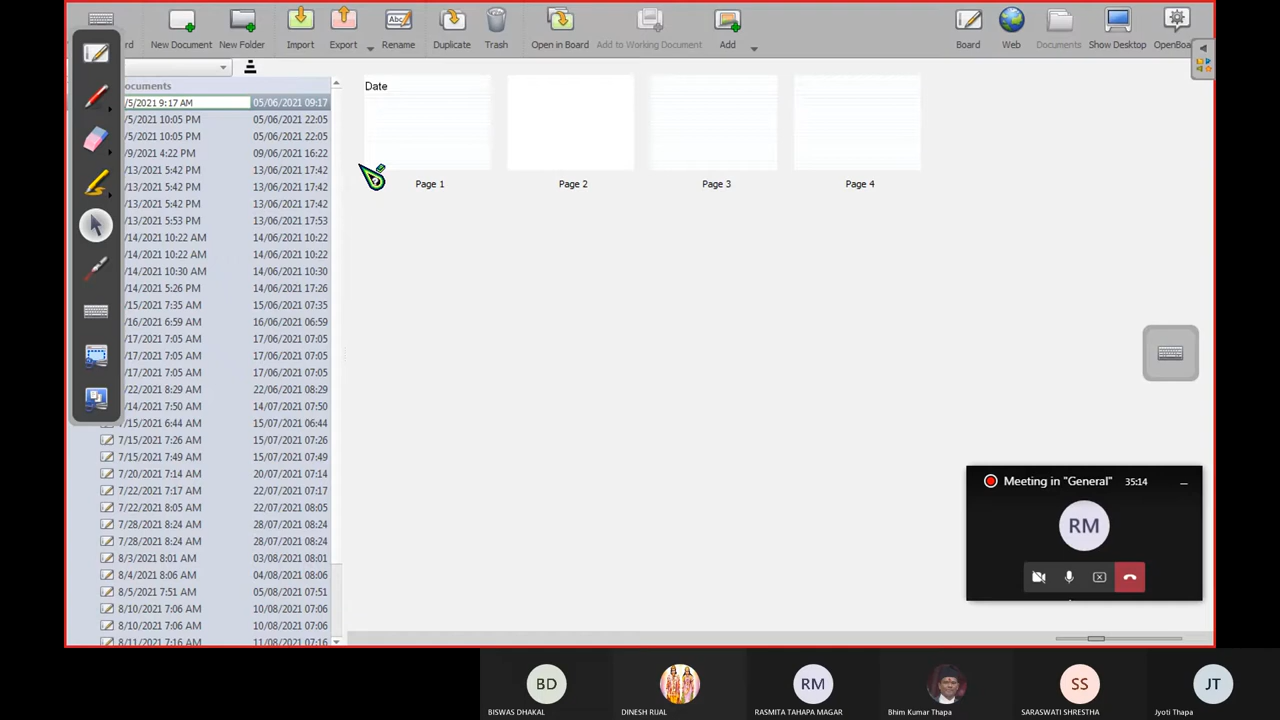 rd
New Document
New Folder
Import
Export
Rename
Duplicate
Trash
Open in Board
Add to Working Document
Add
Board
Web
Documents
Show Desktop
OpenBoa
Abc
ocuments
/5/2021 9:17 AM 05/06/2021 09:17
/5/2021 10:05 PM 05/06/2021 22:05
/5/2021 10:05 PM 05/06/2021 22:05
/9/2021 4:22 PM 09/06/2021 16:22
/13/2021 5:42 PM 13/06/2021 17:42
/13/2021 5:42 PM 13/06/2021 17:42
/13/2021 5:42 PM 13/06/2021 17:42
/13/2021 5:53 PM 13/06/2021 17:53
/14/2021 10:22 AM 14/06/2021 10:22
/14/2021 10:22 AM 14/06/2021 10:22
/14/2021 10:30 AM 14/06/2021 10:30
/14/2021 5:26 PM 14/06/2021 17:26
/15/2021 7:35 AM 15/06/2021 07:35
/16/2021 6:59 AM 16/06/2021 06:59
/17/2021 7:05 AM 17/06/2021 07:05
/17/2021 7:05 AM 17/06/2021 07:05
/17/2021 7:05 AM 17/06/2021 07:05
/22/2021 8:29 AM 22/06/2021 08:29
/14/2021 7:50 AM 14/07/2021 07:50
7/15/2021 6:44 AM 15/07/2021 06:44
7/15/2021 7:26 AM 15/07/2021 07:26
7/15/2021 7:49 AM 15/07/2021 07:49
7/20/2021 7:14 AM 20/07/2021 07:14
7/22/2021 7:17 AM 22/07/2021 07:17
7/22/2021 8:05 AM 22/07/2021 08:05
7/28/2021 8:24 AM 28/07/2021 08:24
7/28/2021 8:24 AM 28/07/2021 08:24
8/3/2021 8:01 AM 03/08/2021 08:01
8/4/2021 8:06 AM 04/08/2021 08:06
8/5/2021 7:51 AM 05/08/2021 07:51
8/10/2021 7:06 AM 10/08/2021 07:06
8/10/2021 7:06 AM 10/08/2021 07:06
8/11/2021 7:16 AM 11/08/2021 07:16
Date
Page 1 Page 2 Page 3 Page 4
Meeting in "General" 35:14
RM
BD RM SS JT
BISWAS DHAKAL DINESH RIJAL RASMITA TAHAPA MAGAR Bhim Kumar Thapa SARASWATI SHRESTHA Jyoti Thapa